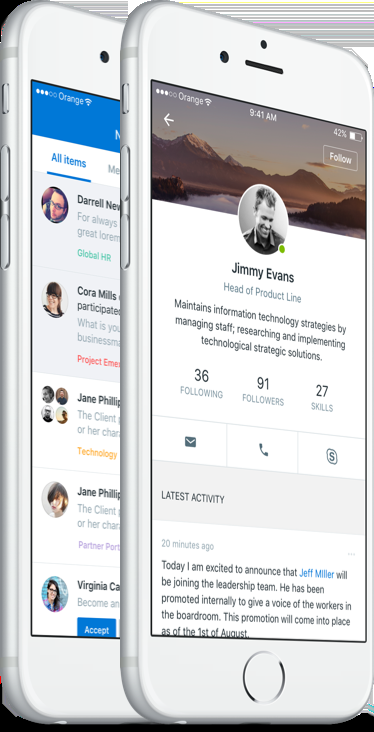 Orange
All items
Me
Darrell New
For always
great lorem
Global HR
Cora Mills
participated
What is you
businessma
Project Eme
Jane Phillip
The Client p
or her chara
Technology
Jane Phillip
The Client p
or her chara
Partner Port
Virginia Ca
Become an
Accept
Orange
9:41 AM
42%
Follow
Jimmy Evans
Head of Product Line
Maintains information technology strategies by
managing staff; researching and implementing
technological strategic solutions.
36
91
27
FOLLOWING
FOLLOWERS
SKILLS
LATEST ACTIVITY
20 minutes ago
...
Today I am excited to announce that Jeff MIller will
be joining the leadership team. He has been
promoted internally to give a voice of the workers in
the boardroom. This promotion will come into place
as of the 1st of August.